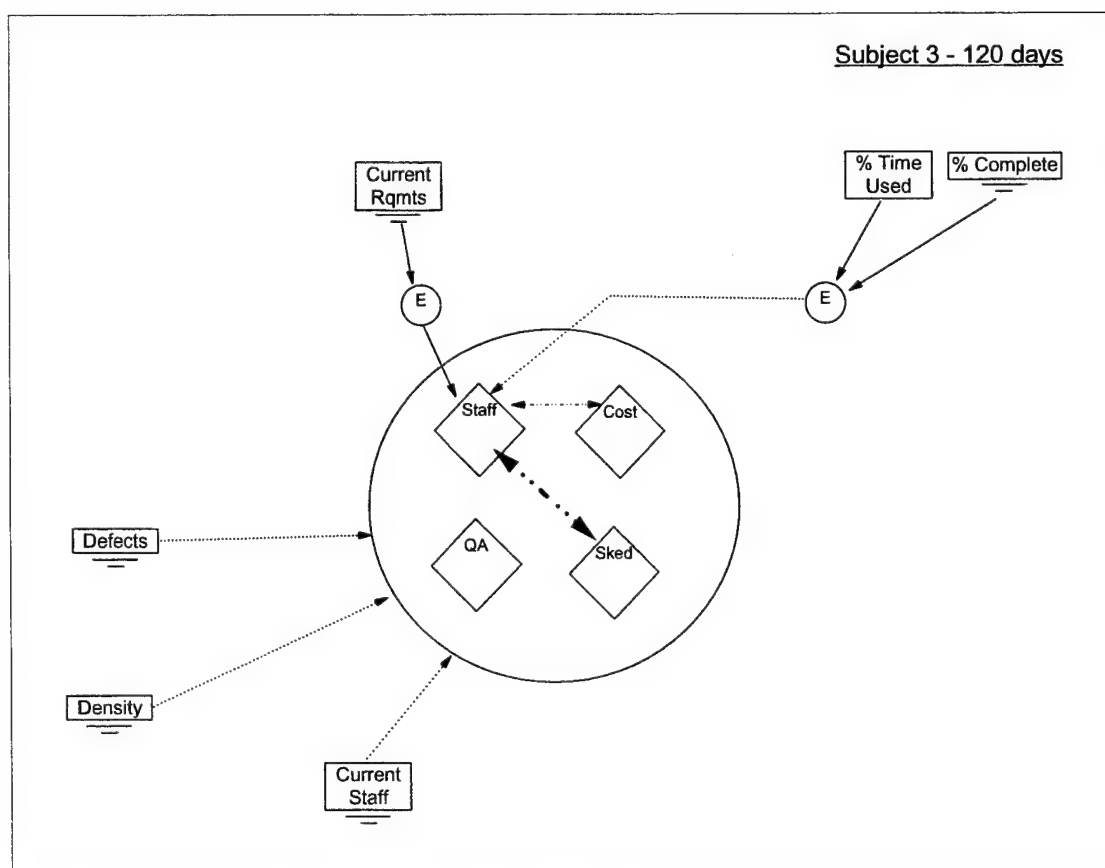 Subject 3 - 120 days
Current
Rqmts
% Time
Used
% Complete
E
E
Staff
Cost
Defects
QA
Sked
Density
Current
Staff